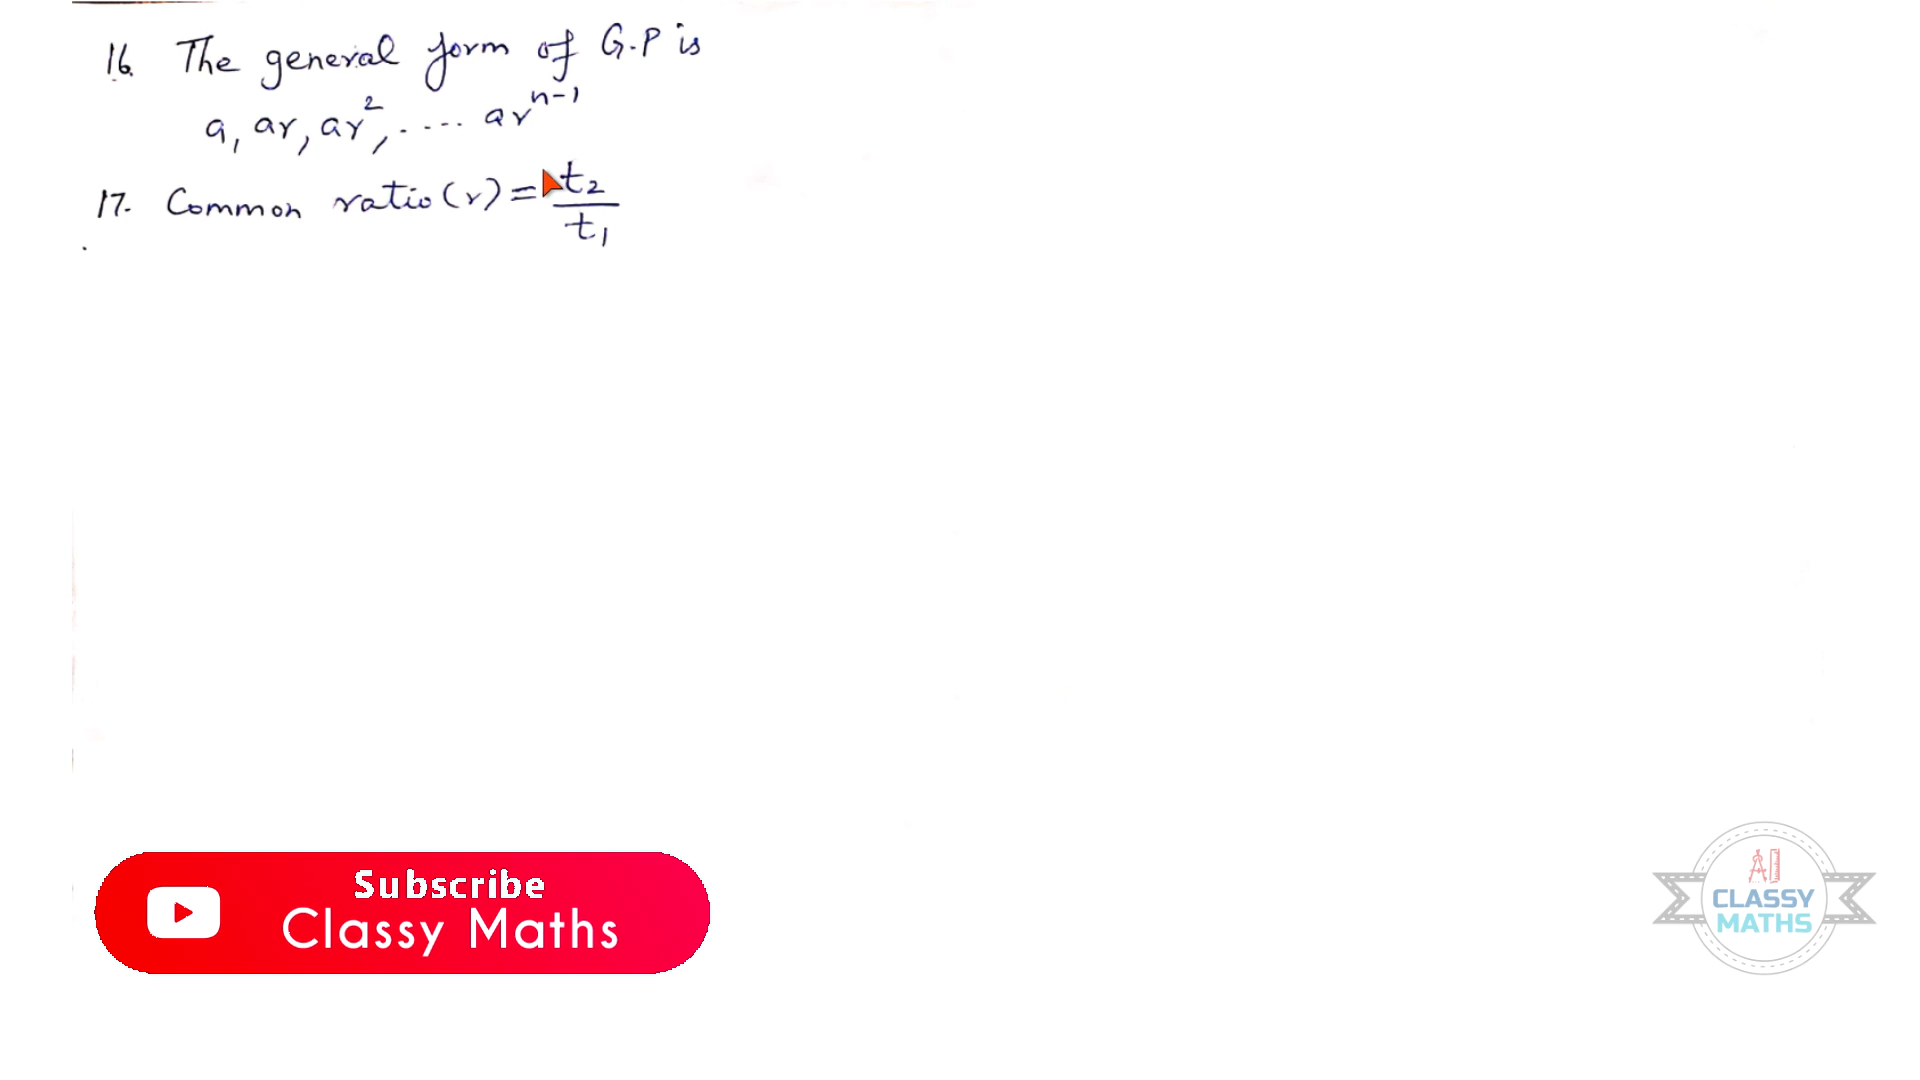 16. The general form of G.P is
a, ar, ar², ..... ar^(n-1)
17. Common ratio (r) = t₂/t₁
Subscribe
Classy Maths
CLASSY
MATHS